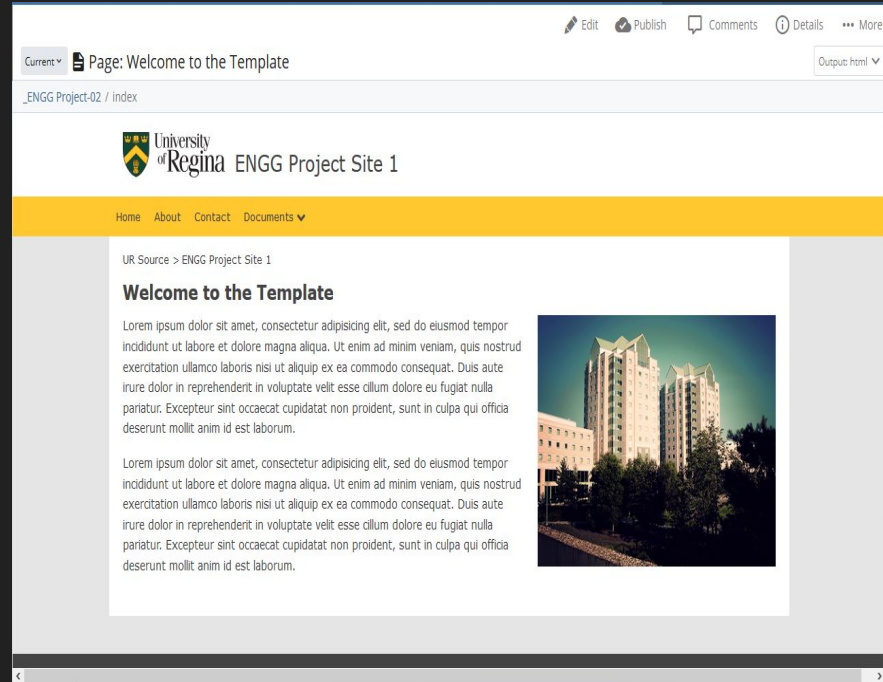 Edit Publish Comments Details More
Current Page: Welcome to the Template Output: html
_ENGG Project-02 / index
University
of Regina ENGG Project Site 1
Home About Contact Documents
UR Source > ENGG Project Site 1
Welcome to the Template
Lorem ipsum dolor sit amet, consectetur adipisicing elit, sed do eiusmod tempor
incididunt ut labore et dolore magna aliqua. Ut enim ad minim veniam, quis nostrud
exercitation ullamco laboris nisi ut aliquip ex ea commodo consequat. Duis aute
irure dolor in reprehenderit in voluptate velit esse cillum dolore eu fugiat nulla
pariatur. Excepteur sint occaecat cupidatat non proident, sunt in culpa qui officia
deserunt mollit anim id est laborum.
Lorem ipsum dolor sit amet, consectetur adipisicing elit, sed do eiusmod tempor
incididunt ut labore et dolore magna aliqua. Ut enim ad minim veniam, quis nostrud
exercitation ullamco laboris nisi ut aliquip ex ea commodo consequat. Duis aute
irure dolor in reprehenderit in voluptate velit esse cillum dolore eu fugiat nulla
pariatur. Excepteur sint occaecat cupidatat non proident, sunt in culpa qui officia
deserunt mollit anim id est laborum.